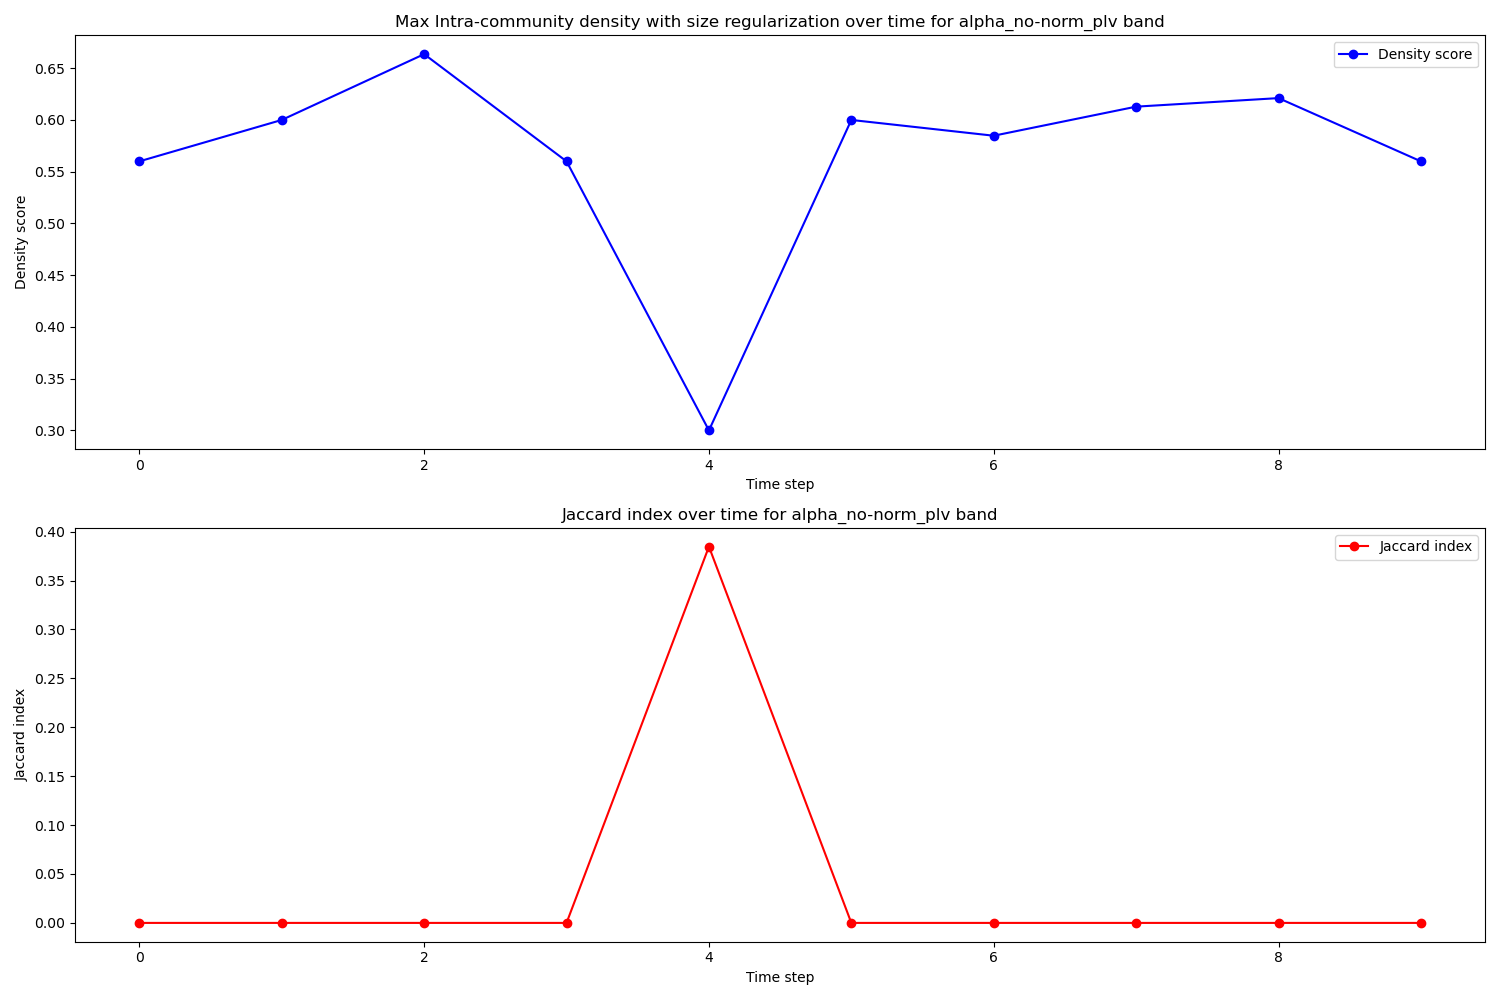 Max Intra-community density with size regularization over time for alpha_no-norm_plv band
Density score
0.65
0.60
0.55
0.50
0.45
0.40
0.35
0.30
Density score
0 2 4 6 8
Time step
Jaccard index over time for alpha_no-norm_plv band
Jaccard index
0.40
0.35
0.30
0.25
0.20
0.15
0.10
0.05
0.00
Jaccard index
0 2 4 6 8
Time step